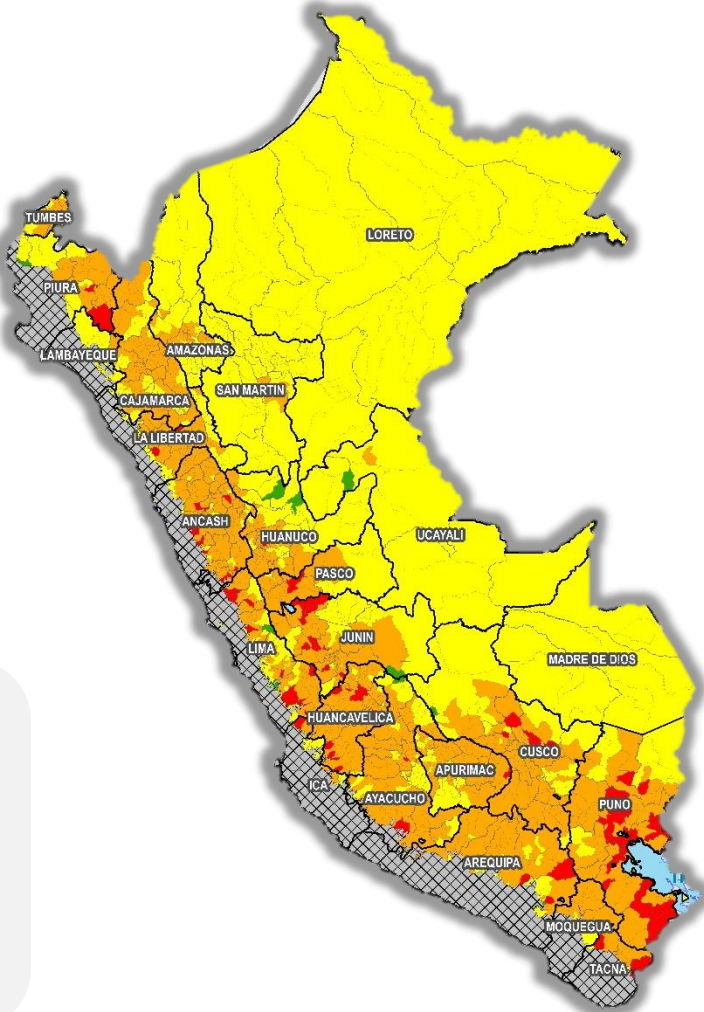 TUMBES
LORETO
PIURA
LAMBAYEQUE
AMAZONAS
SAN MARTIN
CAJAMARCA
LA LIBERTAD
ANCASH
HUANUCO
UCAYALI
PASCO
JUNIN
LIMA
MADRE DE DIOS
HUANCAVELICA
CUSCO
APURIMAC
ICA
AYACUCHO
PUNO
AREQUIPA
MOQUEGUA
TACNA